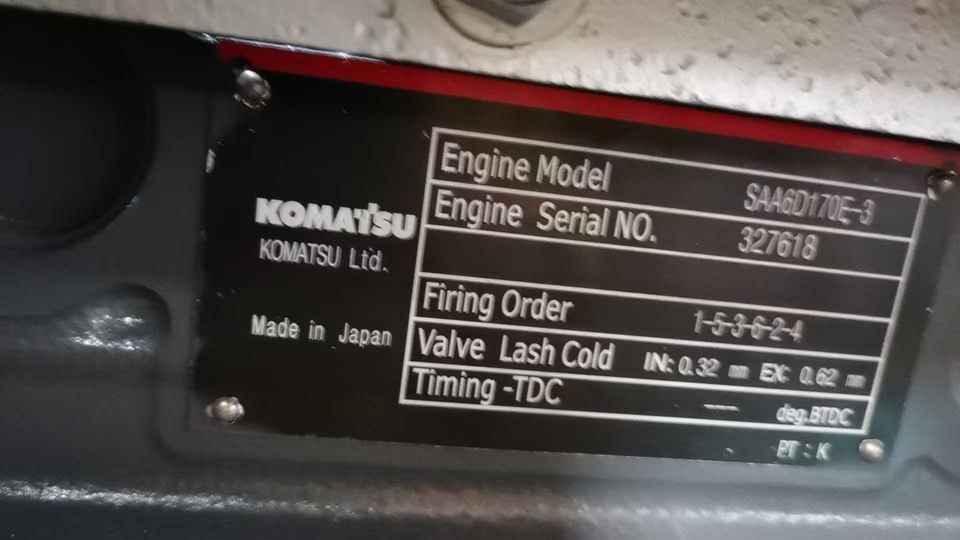 KOMATSU
KOMATSU Ltd.
Made in Japan
Engine Model SAA6D170E-3
Engine Serial NO. 327618
Firing Order 1-5-3-6-2-4
Valve Lash Cold IN: 0.32 mm EX: 0.62 mm
Timing -TDC --- deg.BTDC
PT : K